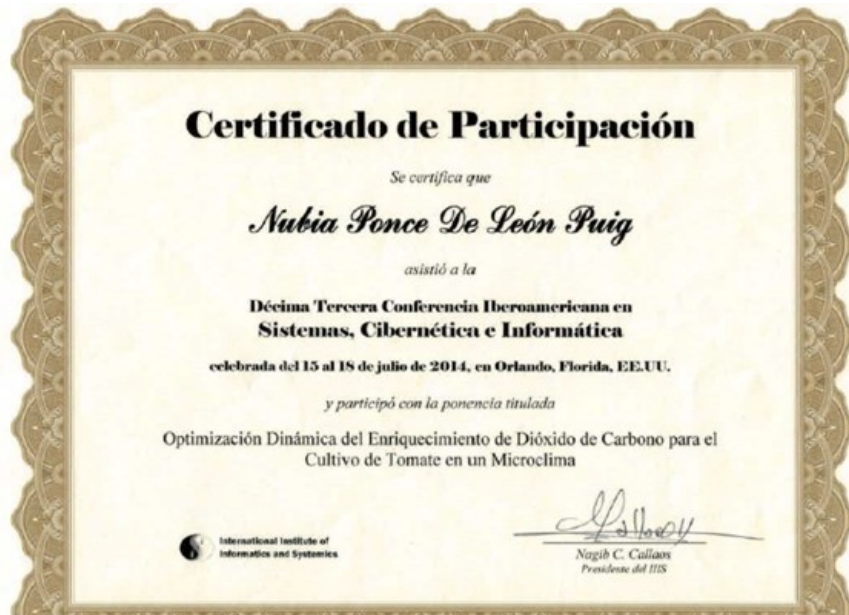 Certificado de Participación
Se certifica que
Nubia Ponce De León Puig
asistió a la
Décima Tercera Conferencia Iberoamericana en
Sistemas, Cibernética e Informática
celebrada del 15 al 18 de julio de 2014, en Orlando, Florida, EE.UU.
y participó con la ponencia titulada
Optimización Dinámica del Enriquecimiento de Dióxido de Carbono para el
Cultivo de Tomate en un Microclima
International Institute of
Informatics and Systemics
Nagib C. Callaos
Presidente del IIIS